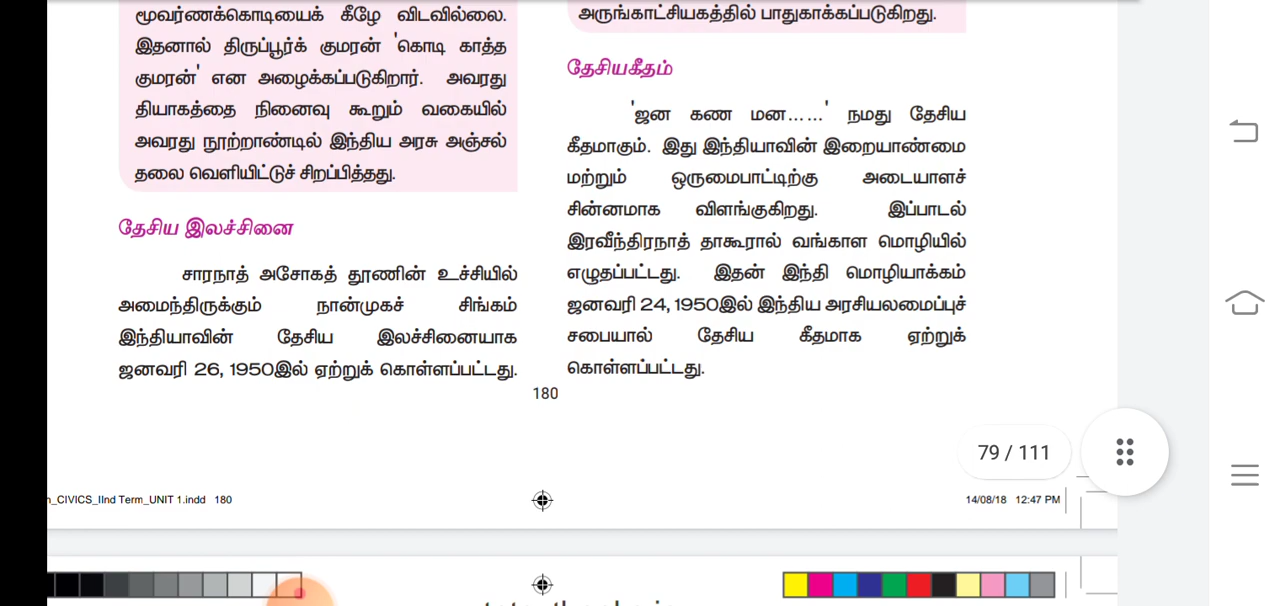 மூவர்ணக்கொடியைக் கீழே விடவில்லை.
இதனால் திருப்பூர்க் குமரன் 'கொடி காத்த
குமரன்' என அழைக்கப்படுகிறார். அவரது
தியாகத்தை நினைவு கூறும் வகையில்
அவரது நூற்றாண்டில் இந்திய அரசு அஞ்சல்
தலை வெளியிட்டுச் சிறப்பித்தது.
தேசிய இலச்சினை
சாரநாத் அசோகத் தூணின் உச்சியில்
அமைந்திருக்கும் நான்முகச் சிங்கம்
இந்தியாவின் தேசிய இலச்சினையாக
ஜனவரி 26, 1950இல் ஏற்றுக் கொள்ளப்பட்டது.
அருங்காட்சியகத்தில் பாதுகாக்கப்படுகிறது.
தேசியகீதம்
'ஜன கண மன......' நமது தேசிய
கீதமாகும். இது இந்தியாவின் இறையாண்மை
மற்றும் ஒருமைபாட்டிற்கு அடையாளச்
சின்னமாக விளங்குகிறது. இப்பாடல்
இரவீந்திரநாத் தாகூரால் வங்காள மொழியில்
எழுதப்பட்டது. இதன் இந்தி மொழியாக்கம்
ஜனவரி 24, 1950இல் இந்திய அரசியலமைப்புச்
சபையால் தேசிய கீதமாக ஏற்றுக்
கொள்ளப்பட்டது.
180
79 / 111
_CIVICS_IInd Term_UNIT 1.indd 180
14/08/18 12:47 PM